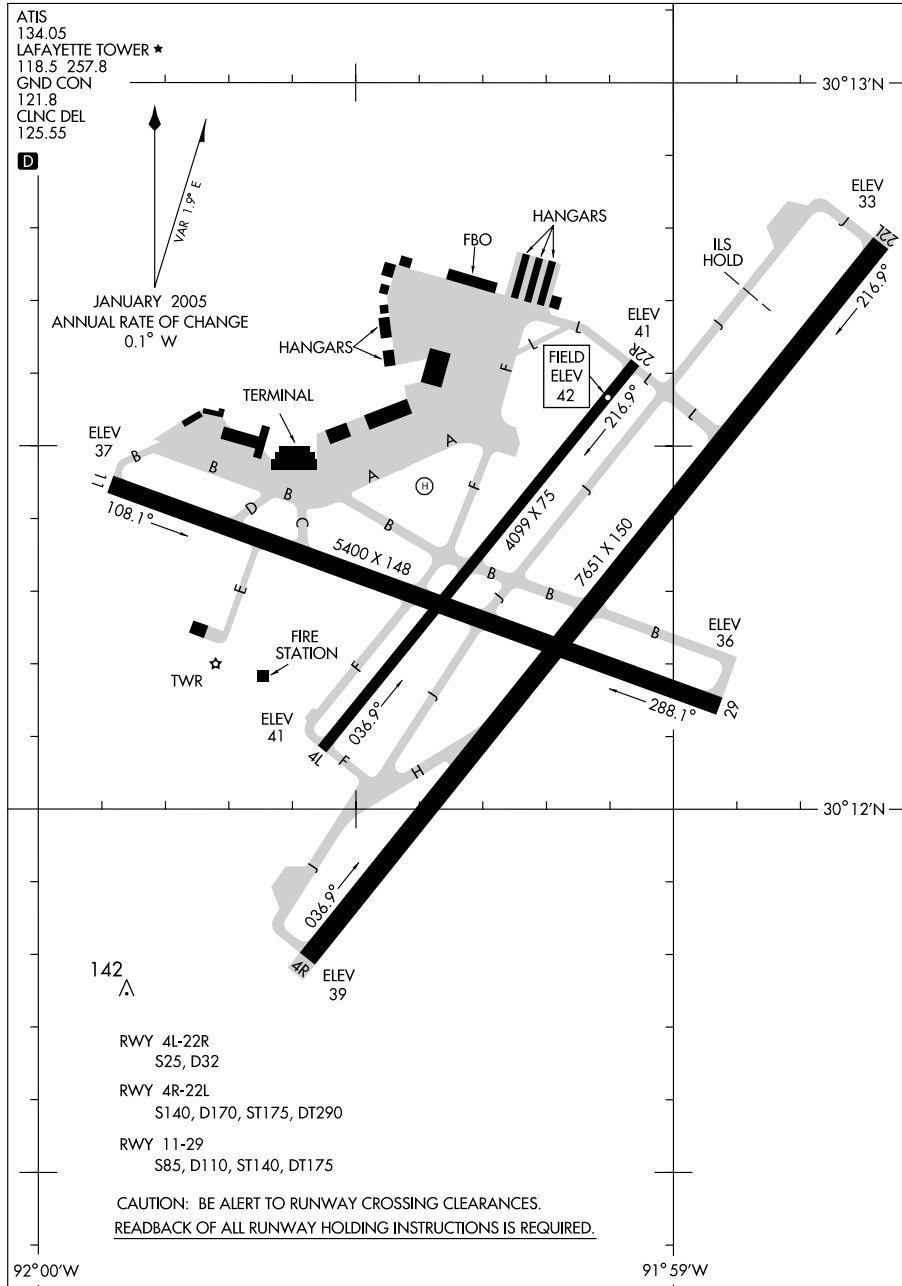 ATIS
134.05
LAFAYETTE TOWER ★
118.5 257.8
GND CON
121.8
CLNC DEL
125.55
D
30°13'N
VAR 1.9° E
JANUARY 2005
ANNUAL RATE OF CHANGE
0.1° W
ELEV
33
J
22L
216.9°
HANGARS
FBO
ILS
HOLD
J
HANGARS
L
L
F
ELEV
41
22R
FIELD
ELEV
42
216.9°
L
L
TERMINAL
ELEV
37
B
B
B
A
A
H
F
J
11
108.1°
D
C
B
5400 X 148
4099 X 75
7651 X 150
E
B
B
B
J
ELEV
36
FIRE
STATION
TWR
F
J
288.1°
29
ELEV
41
4L
036.9°
F
H
30°12'N
J
036.9°
4R
ELEV
39
142
RWY 4L-22R
S25, D32
RWY 4R-22L
S140, D170, ST175, DT290
RWY 11-29
S85, D110, ST140, DT175
CAUTION: BE ALERT TO RUNWAY CROSSING CLEARANCES.
READBACK OF ALL RUNWAY HOLDING INSTRUCTIONS IS REQUIRED.
92°00'W
91°59'W